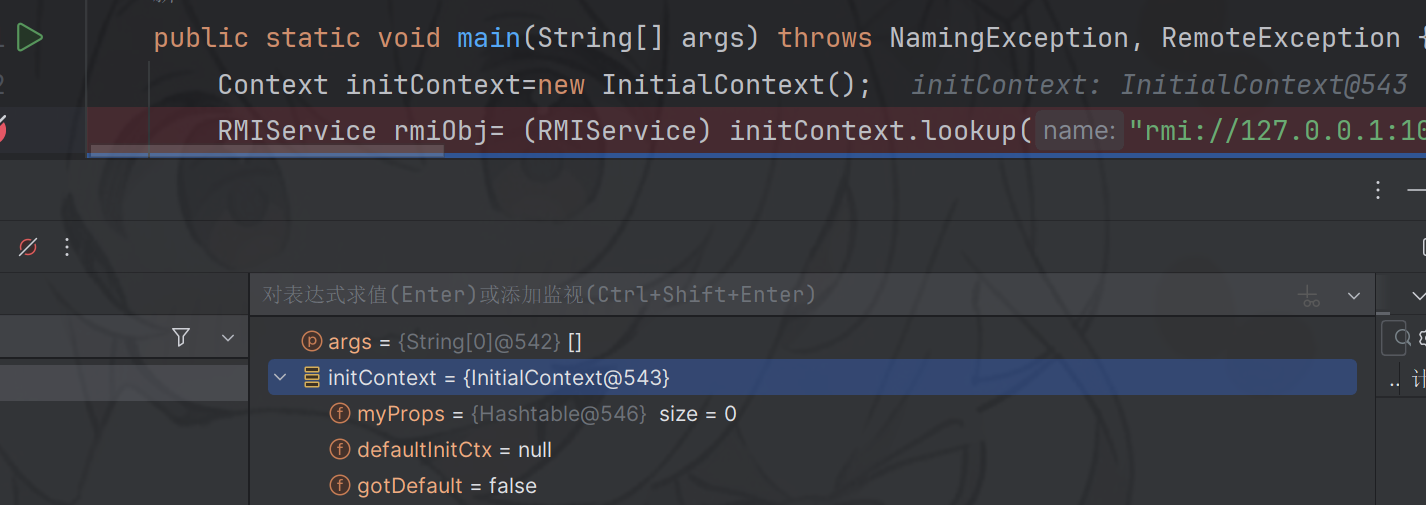 public static void main(String[] args) throws NamingException, RemoteException {
2
Context initContext=new InitialContext(); initContext: InitialContext@543
RMIService rmiObj= (RMIService) initContext.lookup( name: "rmi://127.0.0.1:10
对表达式求值(Enter)或添加监视(Ctrl+Shift+Enter)
args = {String[0]@542} []
initContext = {InitialContext@543}
myProps = {Hashtable@546} size = 0
defaultInitCtx = null
gotDefault = false